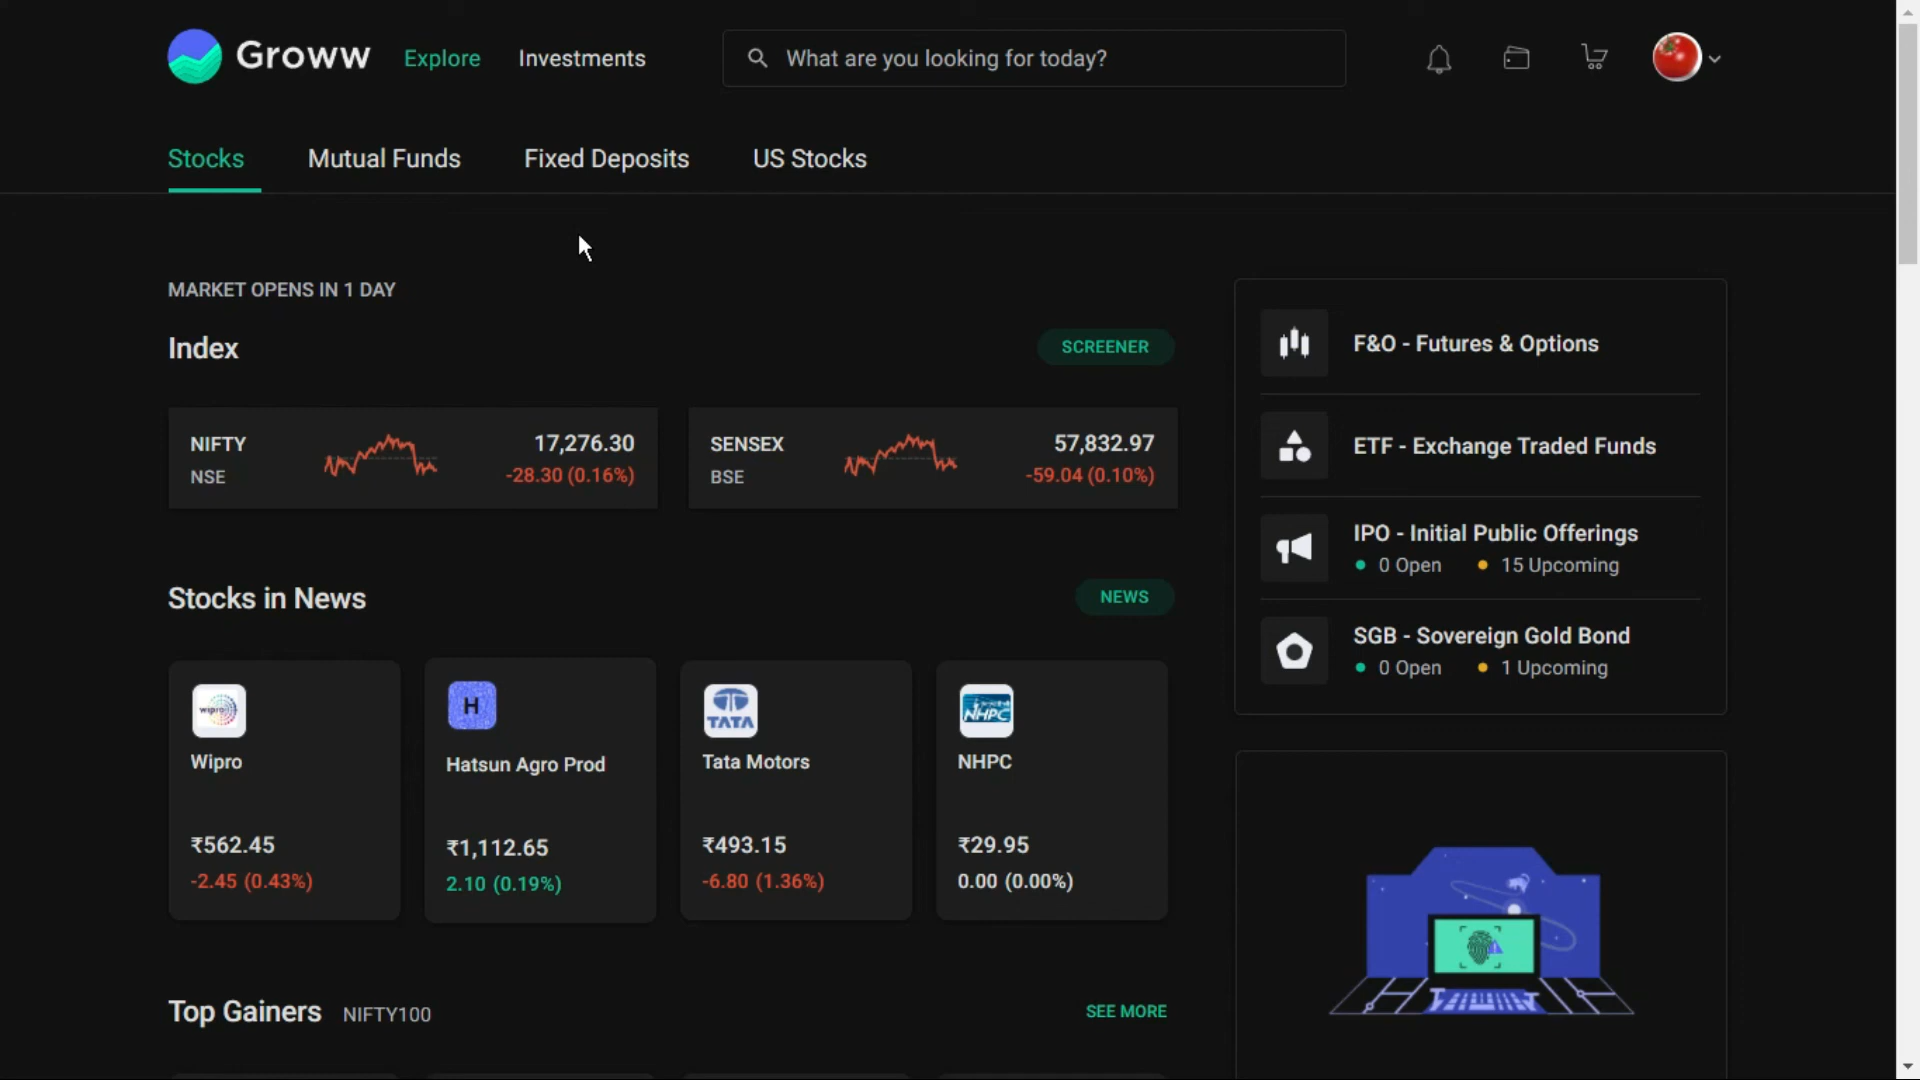 Groww
Explore
Investments
What are you looking for today?
Stocks
Mutual Funds
Fixed Deposits
US Stocks
MARKET OPENS IN 1 DAY
Index
SCREENER
NIFTY
17,276.30
NSE
-28.30 (0.16%)
SENSEX
57,832.97
BSE
-59.04 (0.10%)
Stocks in News
NEWS
wipro
Wipro
₹562.45
-2.45 (0.43%)
H
Hatsun Agro Prod
₹1,112.65
2.10 (0.19%)
TATA
Tata Motors
₹493.15
-6.80 (1.36%)
NHPC
NHPC
₹29.95
0.00 (0.00%)
Top Gainers NIFTY100
SEE MORE
F&O - Futures & Options
ETF - Exchange Traded Funds
IPO - Initial Public Offerings
0 Open 15 Upcoming
SGB - Sovereign Gold Bond
0 Open 1 Upcoming